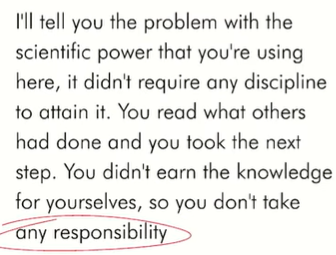 I'll tell you the problem with the
scientific power that you're using
here, it didn't require any discipline
to attain it. You read what others
had done and you took the next
step. You didn't earn the knowledge
for yourselves, so you don't take
any responsibility